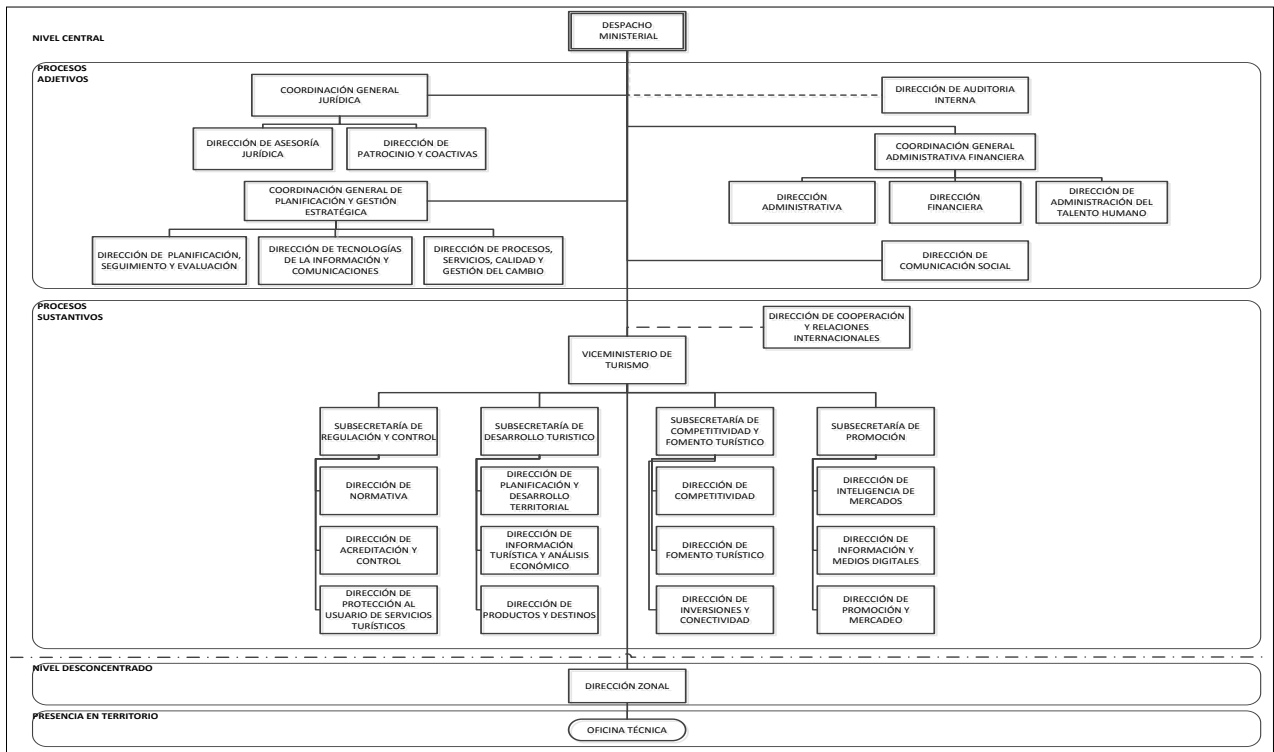 DESPACHO
MINISTERIAL
NIVEL CENTRAL
PROCESOS
ADJETIVOS
COORDINACIÓN GENERAL
JURÍDICA
DIRECCIÓN DE AUDITORIA
INTERNA
DIRECCIÓN DE ASESORÍA
JURÍDICA
DIRECCIÓN DE
PATROCINIO Y COACTIVAS
COORDINACIÓN GENERAL
ADMINISTRATIVA FINANCIERA
COORDINACIÓN GENERAL DE
PLANIFICACIÓN Y GESTIÓN
ESTRATÉGICA
DIRECCIÓN
ADMINISTRATIVA
DIRECCIÓN
FINANCIERA
DIRECCIÓN DE
ADMINISTRACIÓN DEL
TALENTO HUMANO
DIRECCIÓN DE PLANIFICACIÓN,
SEGUIMIENTO Y EVALUACIÓN
DIRECCIÓN DE TECNOLOGÍAS
DE LA INFORMACIÓN Y
COMUNICACIONES
DIRECCIÓN DE PROCESOS,
SERVICIOS, CALIDAD Y
GESTIÓN DEL CAMBIO
DIRECCIÓN DE
COMUNICACIÓN SOCIAL
PROCESOS
SUSTANTIVOS
DIRECCIÓN DE COOPERACIÓN
Y RELACIONES
INTERNACIONALES
VICEMINISTERIO DE
TURISMO
SUBSECRETARÍA DE
REGULACIÓN Y CONTROL
SUBSECRETARÍA DE
DESARROLLO TURISTICO
SUBSECRETARÍA DE
COMPETITIVIDAD Y
FOMENTO TURÍSTICO
SUBSECRETARÍA DE
PROMOCIÓN
DIRECCIÓN DE
NORMATIVA
DIRECCIÓN DE
PLANIFICACIÓN Y
DESARROLLO
TERRITORIAL
DIRECCIÓN DE
COMPETITIVIDAD
DIRECCIÓN DE
INTELIGENCIA DE
MERCADOS
DIRECCIÓN DE
ACREDITACIÓN Y
CONTROL
DIRECCIÓN DE
INFORMACIÓN
TURÍSTICA Y ANÁLISIS
ECONÓMICO
DIRECCIÓN DE
FOMENTO TURÍSTICO
DIRECCIÓN DE
INFORMACIÓN Y
MEDIOS DIGITALES
DIRECCIÓN DE
PROTECCIÓN AL
USUARIO DE SERVICIOS
TURÍSTICOS
DIRECCIÓN DE
PRODUCTOS Y DESTINOS
DIRECCIÓN DE
INVERSIONES Y
CONECTIVIDAD
DIRECCIÓN DE
PROMOCIÓN Y
MERCADEO
NIVEL DESCONCENTRADO
DIRECCIÓN ZONAL
PRESENCIA EN TERRITORIO
OFICINA TÉCNICA